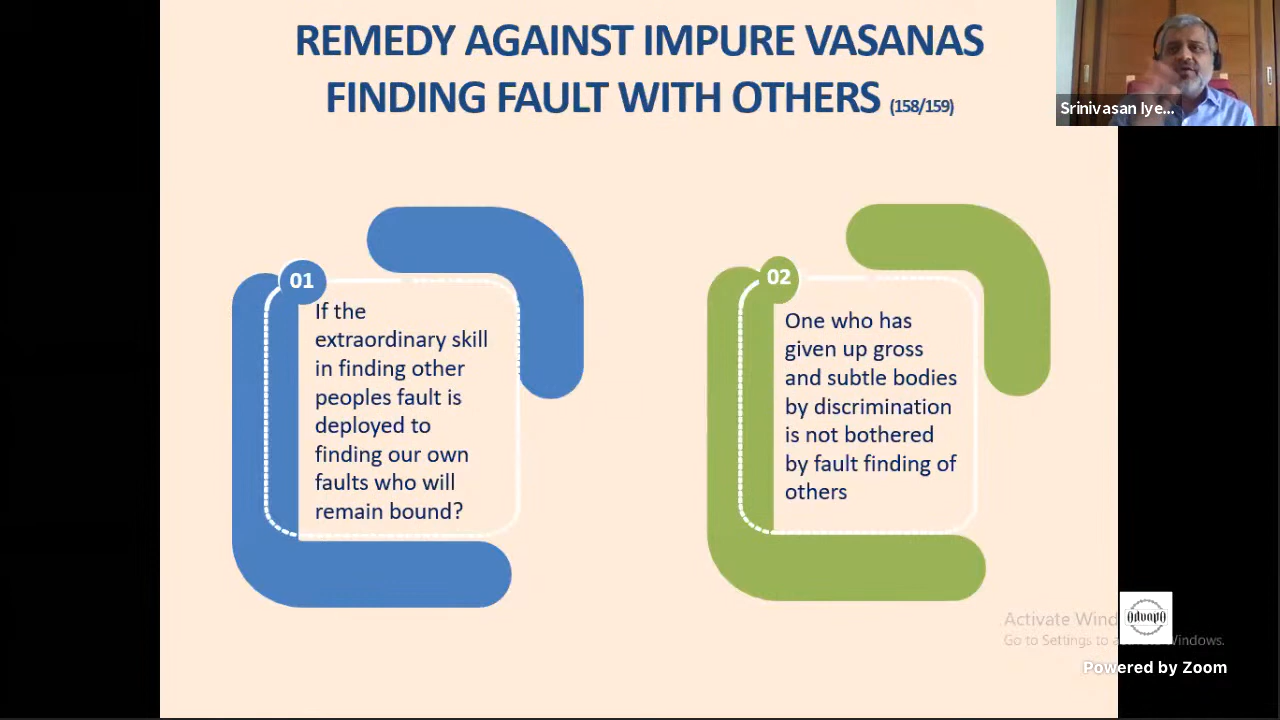 REMEDY AGAINST IMPURE VASANAS
FINDING FAULT WITH OTHERS (158/159)
Srinivasan Iye...
01
If the
extraordinary skill
in finding other
peoples fault is
deployed to
finding our own
faults who will
remain bound?
02
One who has
given up gross
and subtle bodies
by discrimination
is not bothered
by fault finding of
others
Activate Wind
Go to Settings to a Windows.
Powered by Zoom